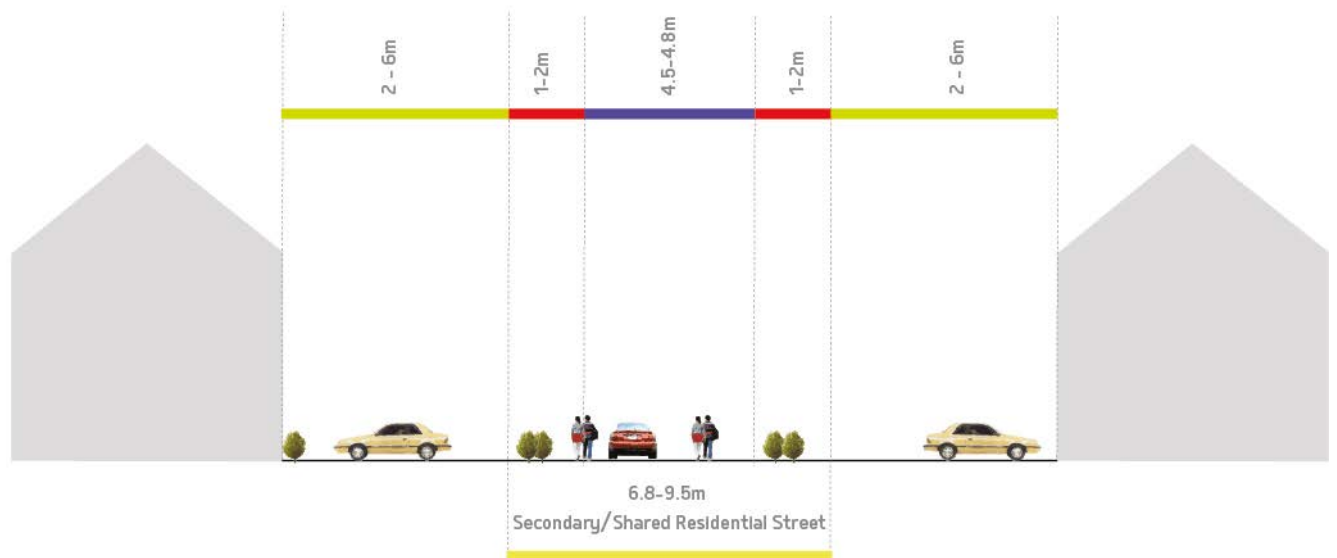 2 - 6m
1-2m
4.5-4.8m
1-2m
2 - 6m
6.8-9.5m
Secondary/Shared Residential Street